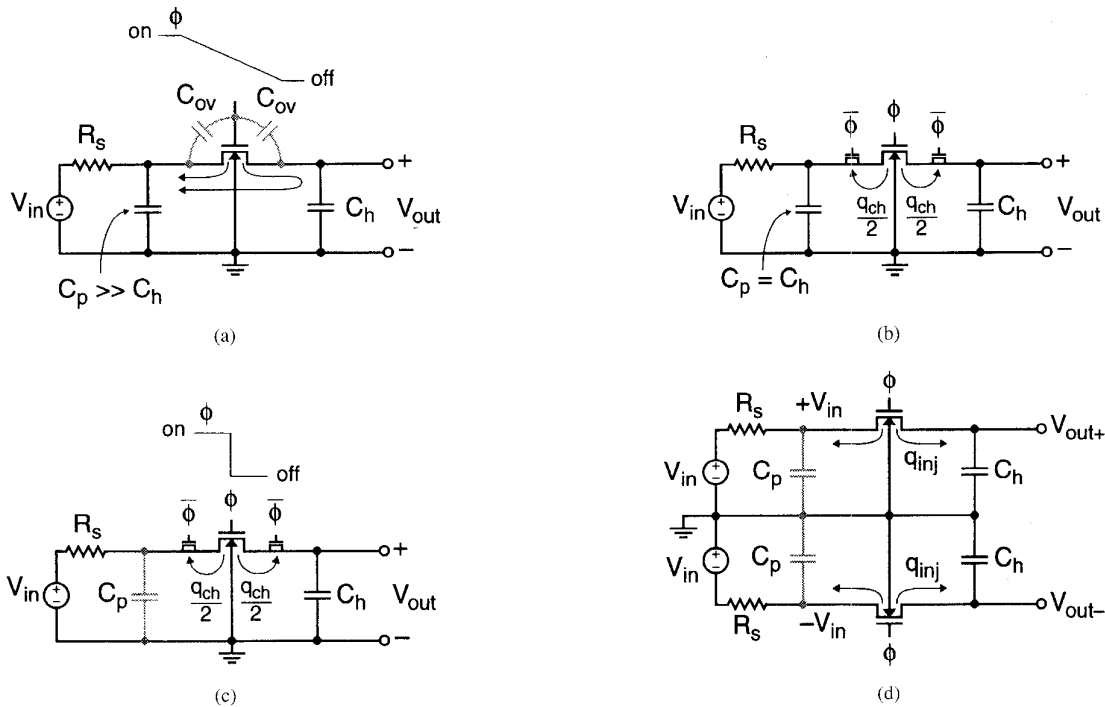 ϕ
on
off
C_ov C_ov
R_s
V_in
+
C_h V_out
−
C_p >> C_h
(a)
ϕ̅ ϕ ϕ̅
R_s
+
V_in
q_ch/2 q_ch/2
C_h V_out
−
C_p = C_h
(b)
ϕ
on
off
ϕ̅ ϕ ϕ̅
R_s
+
V_in
C_p
q_ch/2 q_ch/2
C_h V_out
−
(c)
ϕ
R_s +V_in
V_out+
q_inj
V_in C_p C_h
V_in C_p q_inj C_h
R_s −V_in
V_out−
ϕ
(d)